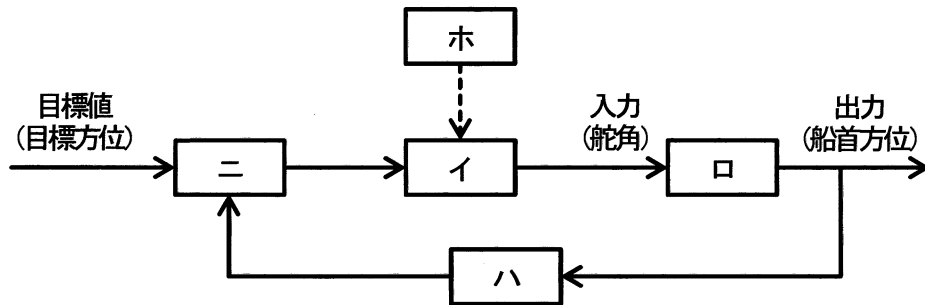 ホ
目標値
（目標方位）
入力
（舵角）
出力
（船首方位）
ニ
イ
ロ
ハ